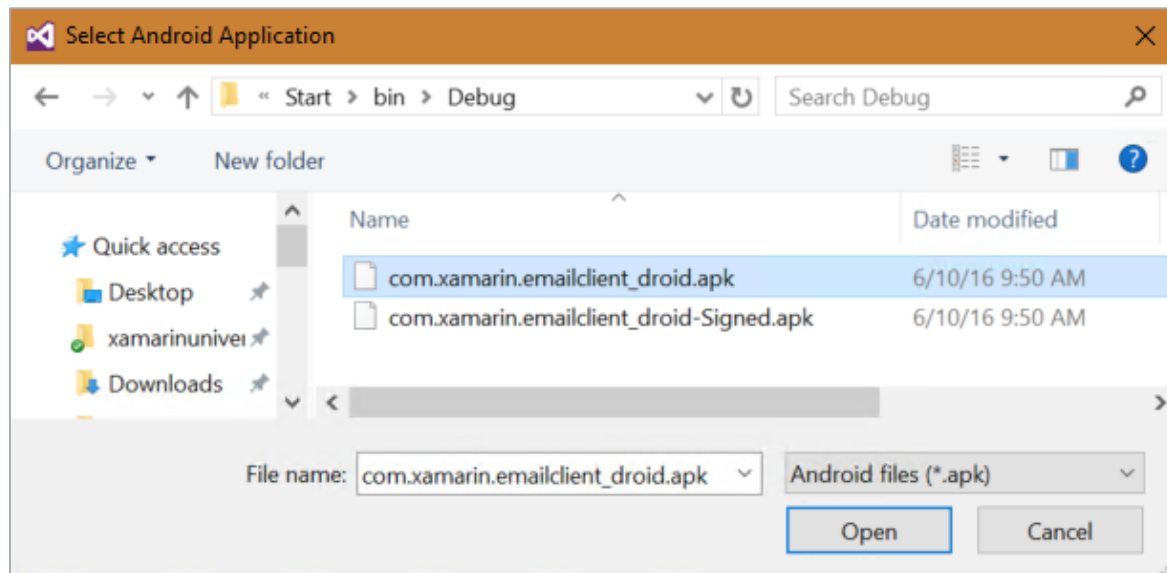 Select Android Application
« Start > bin > Debug
Search Debug
Organize
New folder
?
Name
Date modified
Quick access
Desktop
xamarinuniver
Downloads
com.xamarin.emailclient_droid.apk
6/10/16 9:50 AM
com.xamarin.emailclient_droid-Signed.apk
6/10/16 9:50 AM
File name:
com.xamarin.emailclient_droid.apk
Android files (*.apk)
Open
Cancel